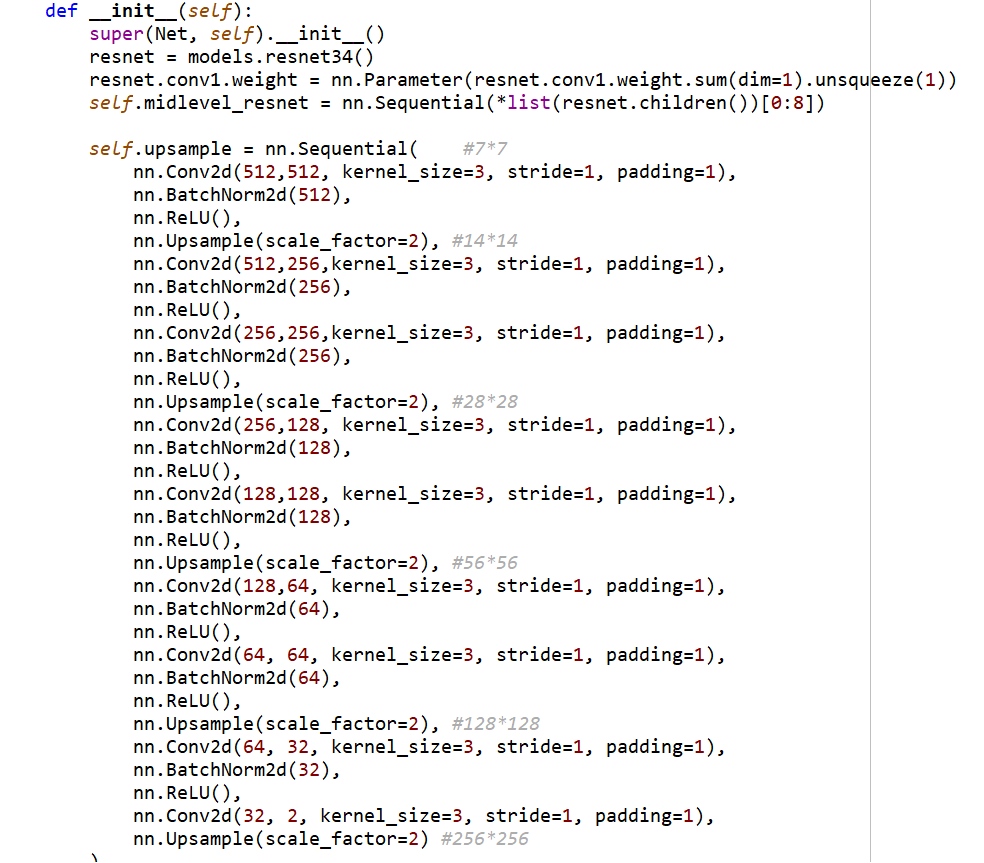 def __init__(self):
super(Net, self).__init__()
resnet = models.resnet34()
resnet.conv1.weight = nn.Parameter(resnet.conv1.weight.sum(dim=1).unsqueeze(1))
self.midlevel_resnet = nn.Sequential(*list(resnet.children())[0:8])
self.upsample = nn.Sequential(    #7*7
nn.Conv2d(512,512, kernel_size=3, stride=1, padding=1),
nn.BatchNorm2d(512),
nn.ReLU(),
nn.Upsample(scale_factor=2), #14*14
nn.Conv2d(512,256,kernel_size=3, stride=1, padding=1),
nn.BatchNorm2d(256),
nn.ReLU(),
nn.Conv2d(256,256,kernel_size=3, stride=1, padding=1),
nn.BatchNorm2d(256),
nn.ReLU(),
nn.Upsample(scale_factor=2), #28*28
nn.Conv2d(256,128, kernel_size=3, stride=1, padding=1),
nn.BatchNorm2d(128),
nn.ReLU(),
nn.Conv2d(128,128, kernel_size=3, stride=1, padding=1),
nn.BatchNorm2d(128),
nn.ReLU(),
nn.Upsample(scale_factor=2), #56*56
nn.Conv2d(128,64, kernel_size=3, stride=1, padding=1),
nn.BatchNorm2d(64),
nn.ReLU(),
nn.Conv2d(64, 64, kernel_size=3, stride=1, padding=1),
nn.BatchNorm2d(64),
nn.ReLU(),
nn.Upsample(scale_factor=2), #128*128
nn.Conv2d(64, 32, kernel_size=3, stride=1, padding=1),
nn.BatchNorm2d(32),
nn.ReLU(),
nn.Conv2d(32, 2, kernel_size=3, stride=1, padding=1),
nn.Upsample(scale_factor=2) #256*256
)